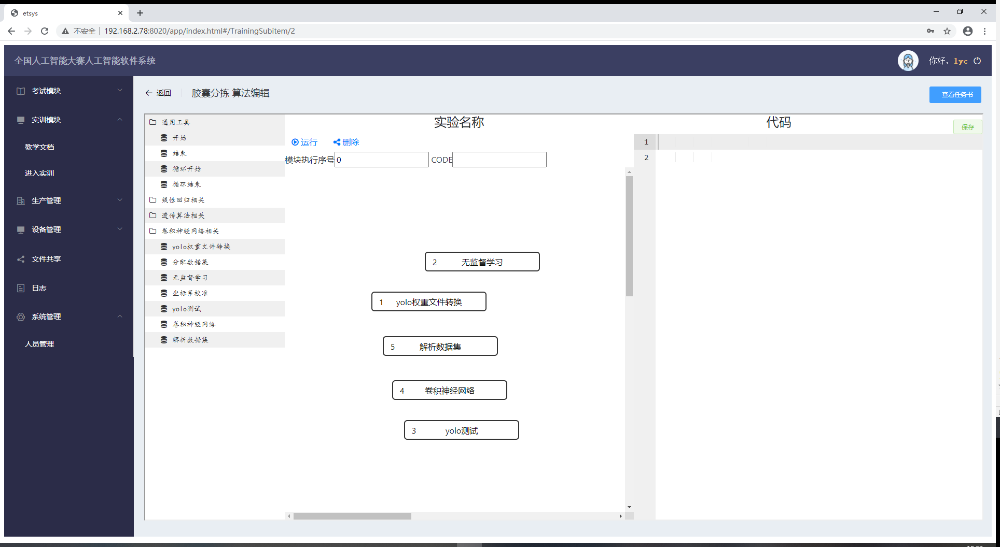 etsys
不安全 192.168.2.78:8020/app/index.html#/TrainingSubitem/2
全国人工智能大赛人工智能软件系统
你好，lyc
考试模块
实训模块
教学文档
进入实训
生产管理
设备管理
文件共享
日志
系统管理
人员管理
返回 胶囊分拣 算法编辑
查看任务书
通用工具
开始
结束
循环开始
循环结束
线性回归相关
遗传算法相关
卷积神经网络相关
yolo权重文件转换
分配数据集
无监督学习
坐标系校准
yolo测试
卷积神经网络
解析数据集
实验名称
运行 删除
模块执行序号 0 CODE
2 无监督学习
1 yolo权重文件转换
5 解析数据集
4 卷积神经网络
3 yolo测试
代码
保存
1
2